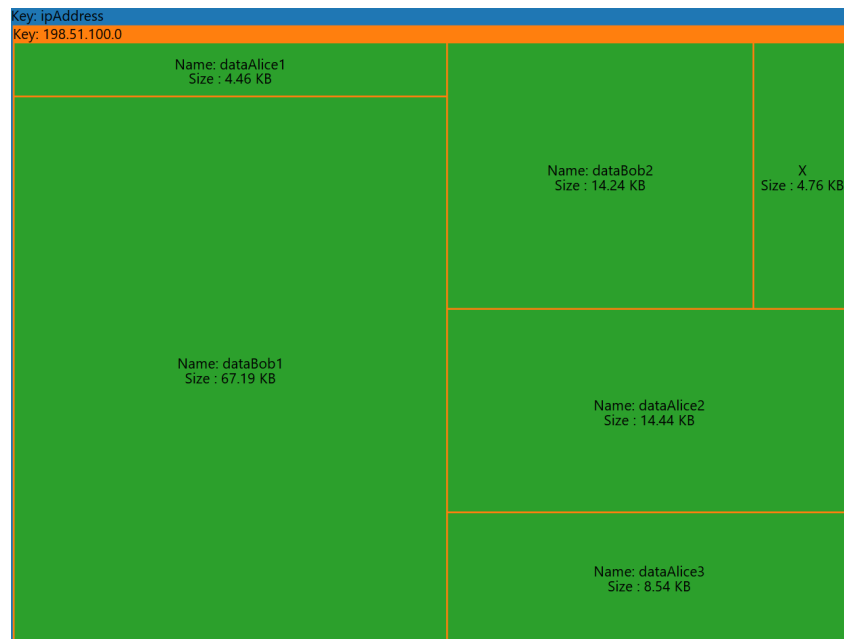 Key: ipAddress
Key: 198.51.100.0
Name: dataAlice1
Size : 4.46 KB
Name: dataBob1
Size : 67.19 KB
Name: dataBob2
Size : 14.24 KB
X
Size : 4.76 KB
Name: dataAlice2
Size : 14.44 KB
Name: dataAlice3
Size : 8.54 KB